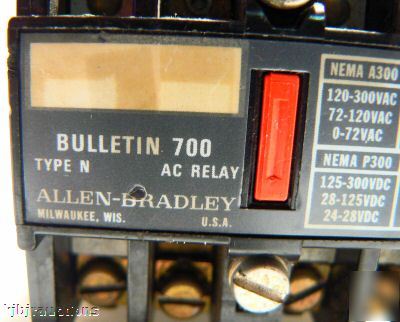 BULLETIN 700
TYPE N AC RELAY
ALLEN-BRADLEY
MILWAUKEE, WIS. U.S.A.
NEMA A300
120-300VAC
72-120VAC
0-72VAC
NEMA P300
125-300VDC
28-125VDC
24-28VDC